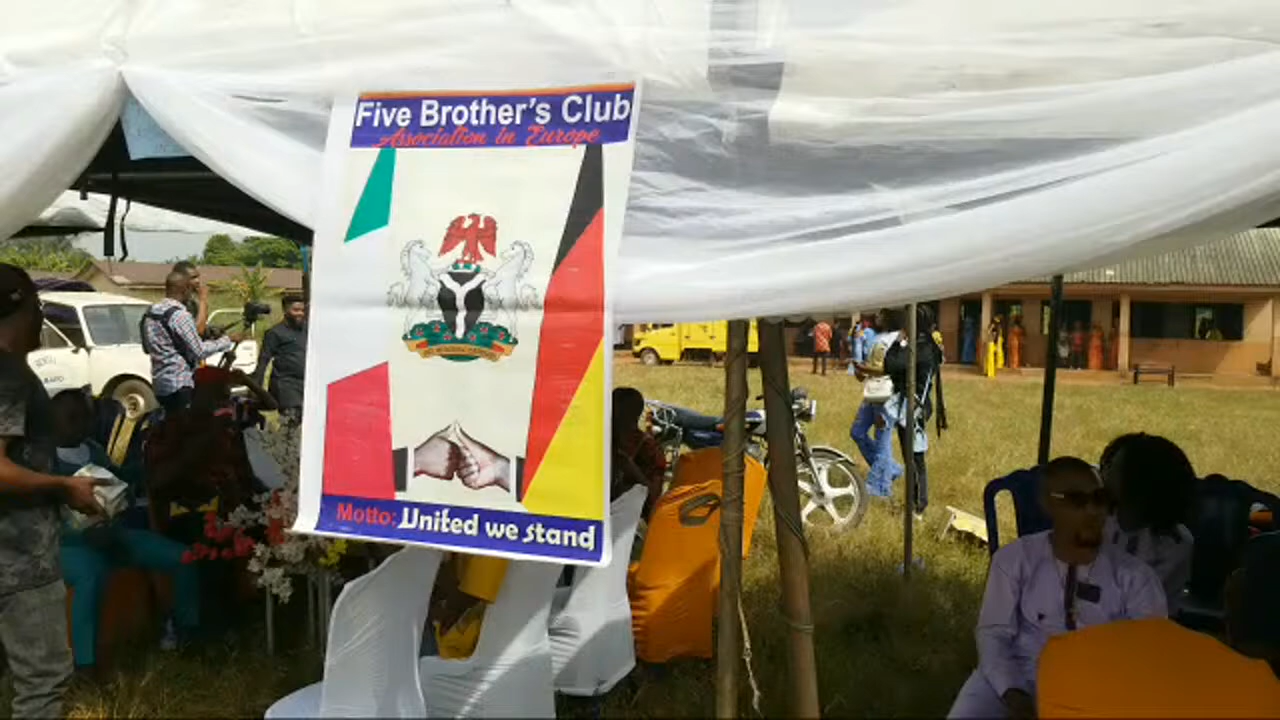 Five Brother's Club
Association in Europe
Motto: United we stand